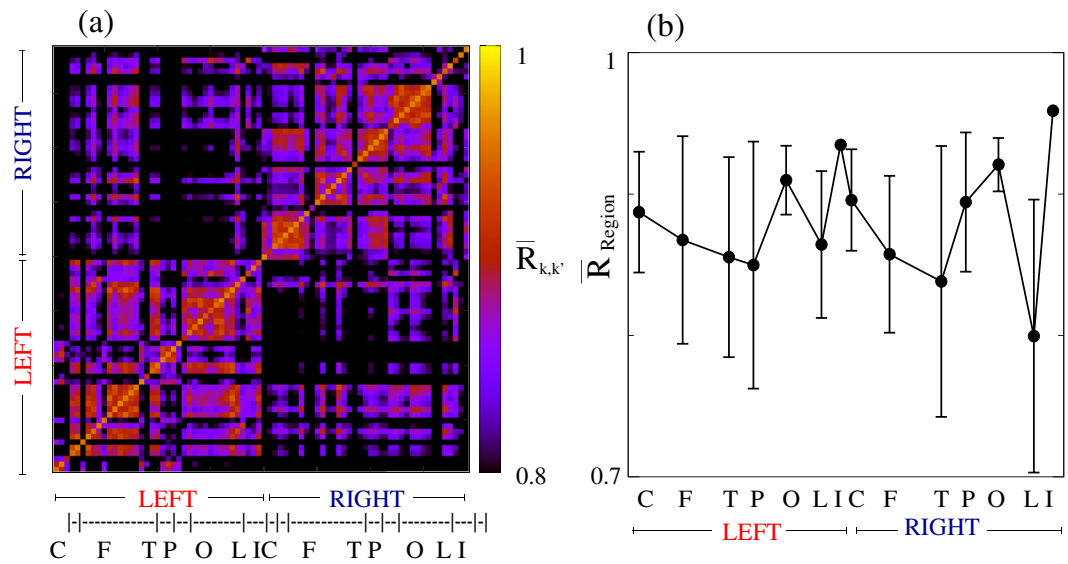 (a)
(b)
1
1
RIGHT
LEFT
R̅k,k’
R̅Region
0.8
0.7
LEFT RIGHT
C F T P O L I C F T P O L I
C F T P O L I C F T P O L I
LEFT RIGHT